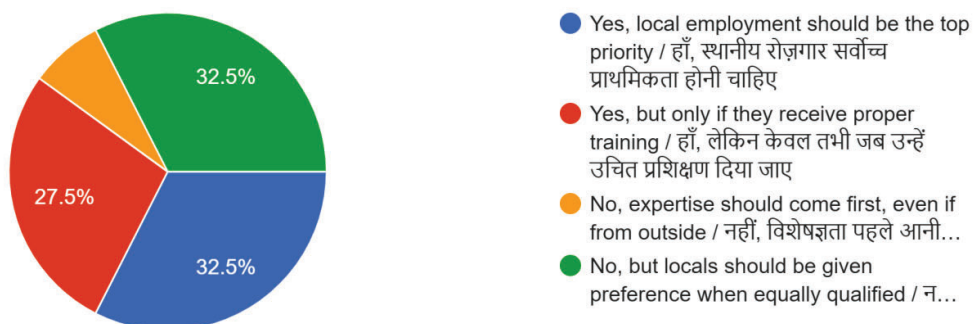 32.5%
27.5%
32.5%
Yes, local employment should be the top
priority / हाँ, स्थानीय रोज़गार सर्वोच्च
प्राथमिकता होनी चाहिए
Yes, but only if they receive proper
training / हाँ, लेकिन केवल तभी जब उन्हें
उचित प्रशिक्षण दिया जाए
No, expertise should come first, even if
from outside / नहीं, विशेषज्ञता पहले आनी…
No, but locals should be given
preference when equally qualified / न…